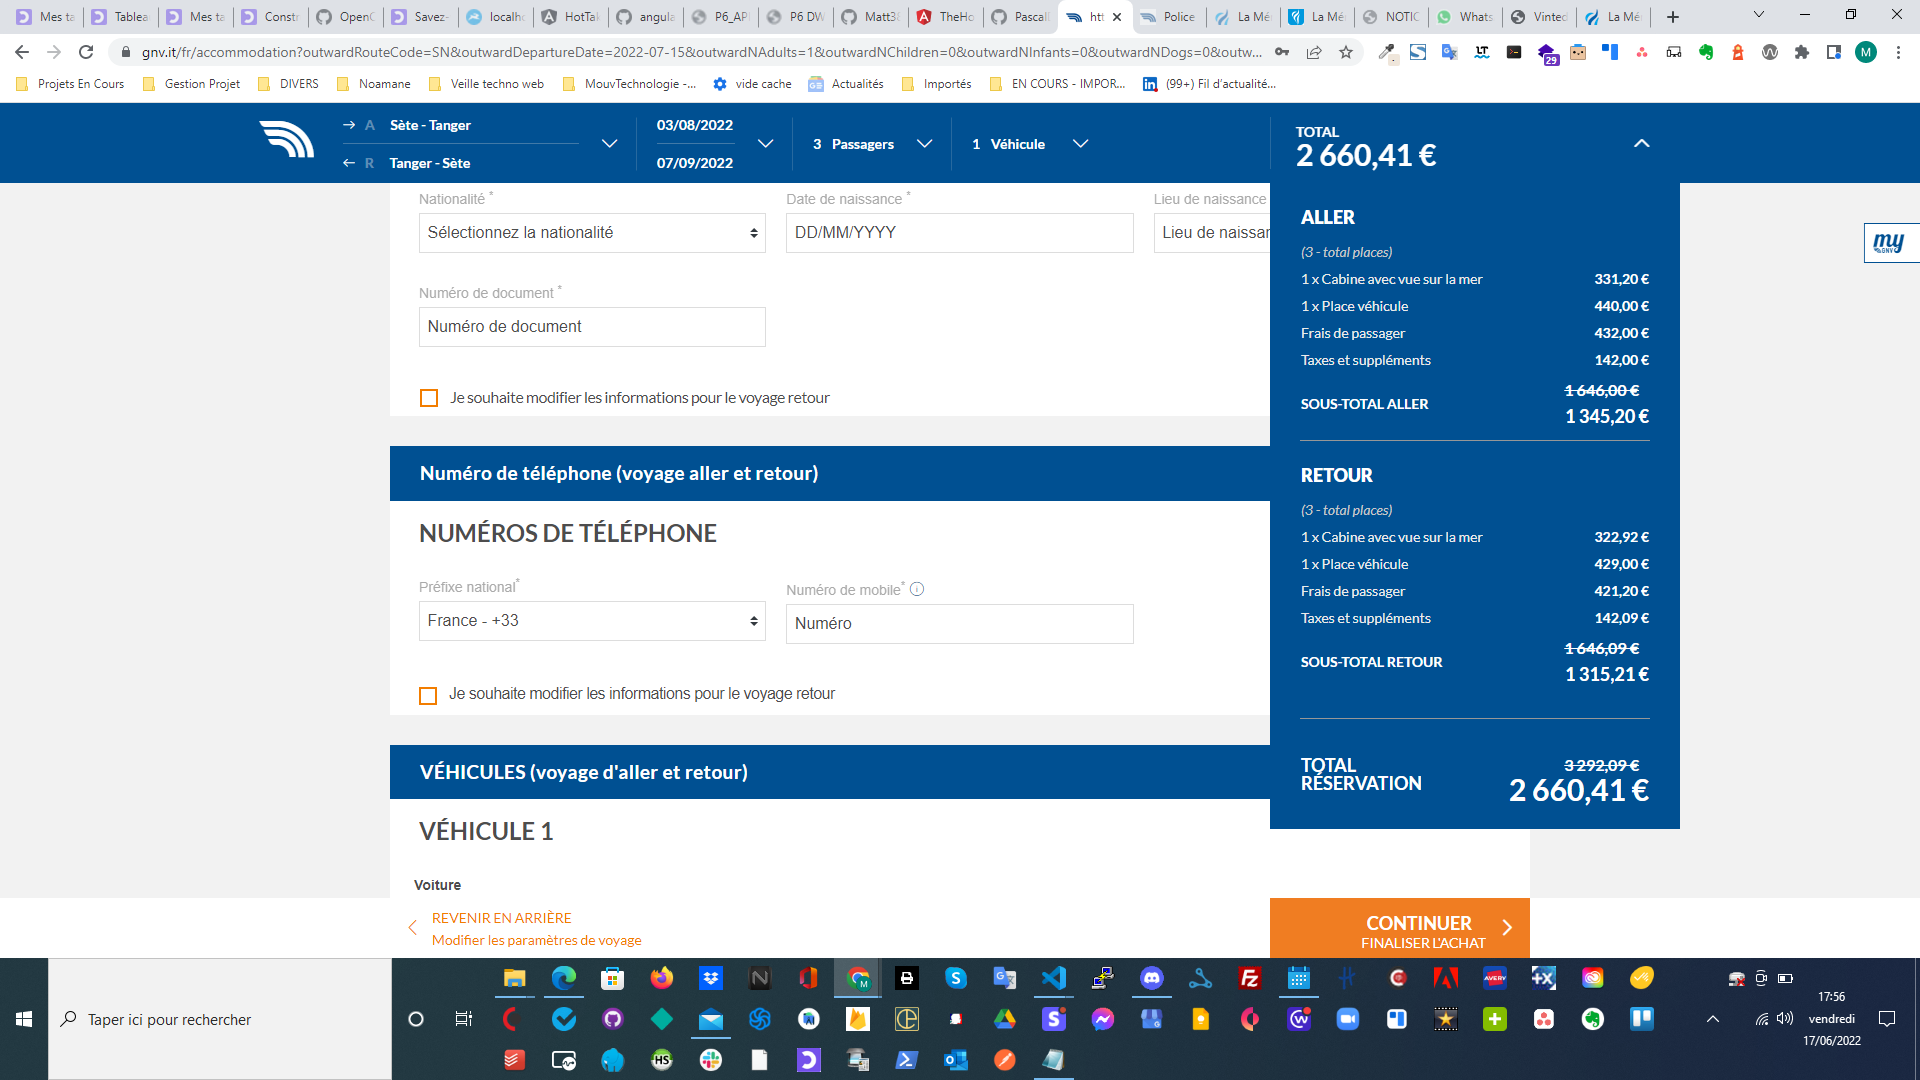 Mes ta
Tablea
Mes ta
Constr
OpenC
Savez-
localho
HotTak
angula
P6_API
P6 DW
Matt38
TheHo
Pascall
htt
Police
La Mé
La Mé
NOTIC
Whats
Vinted
La Mé
gnv.it/fr/accommodation?outwardRouteCode=SN&outwardDepartureDate=2022-07-15&outwardNAdults=1&outwardNChildren=0&outwardNInfants=0&outwardNDogs=0&outw...
29
M
Projets En Cours
Gestion Projet
DIVERS
Noamane
Veille techno web
MouvTechnologie -...
vide cache
Actualités
Importés
EN COURS - IMPOR...
(99+) Fil d'actualité...
A Sète - Tanger
R Tanger - Sète
03/08/2022
07/09/2022
3 Passagers
1 Véhicule
TOTAL
2 660,41 €
Nationalité *
Sélectionnez la nationalité
Date de naissance *
DD/MM/YYYY
Lieu de naissance
Lieu de naissan
Numéro de document *
Numéro de document
Je souhaite modifier les informations pour le voyage retour
Numéro de téléphone (voyage aller et retour)
NUMÉROS DE TÉLÉPHONE
Préfixe national*
France - +33
Numéro de mobile*
Numéro
Je souhaite modifier les informations pour le voyage retour
VÉHICULES (voyage d'aller et retour)
VÉHICULE 1
Voiture
REVENIR EN ARRIÈRE
Modifier les paramètres de voyage
CONTINUER
FINALISER L'ACHAT
ALLER
(3 - total places)
1 x Cabine avec vue sur la mer 331,20 €
1 x Place véhicule 440,00 €
Frais de passager 432,00 €
Taxes et suppléments 142,00 €
1 646,00 €
SOUS-TOTAL ALLER
1 345,20 €
RETOUR
(3 - total places)
1 x Cabine avec vue sur la mer 322,92 €
1 x Place véhicule 429,00 €
Frais de passager 421,20 €
Taxes et suppléments 142,09 €
1 646,09 €
SOUS-TOTAL RETOUR
1 315,21 €
TOTAL
RÉSERVATION
3 292,09 €
2 660,41 €
my
GNV
Taper ici pour rechercher
17:56
vendredi
17/06/2022